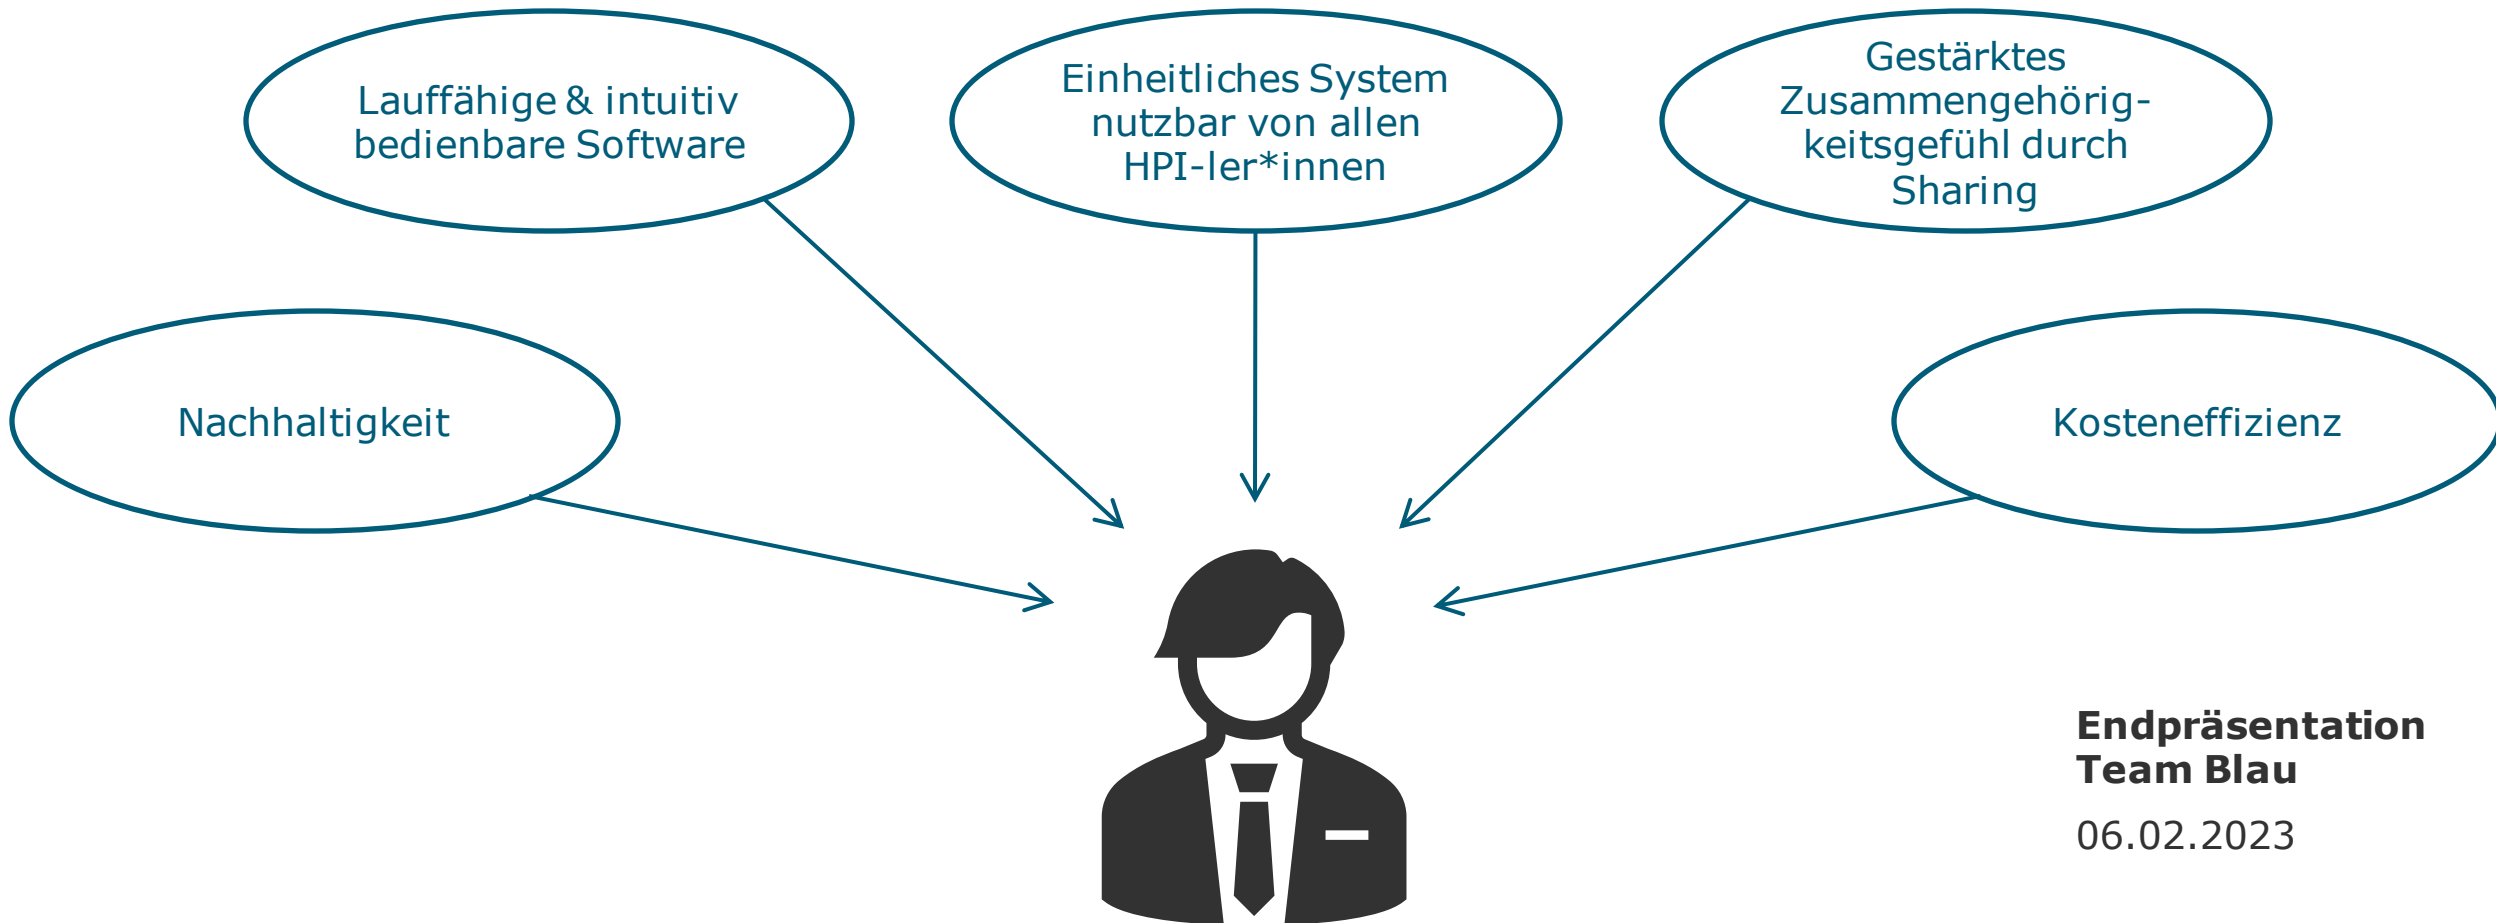 Lauffähige & intuitiv
bedienbare Software
Einheitliches System
nutzbar von allen
HPI-ler*innen
Gestärktes
Zusammengehörig-
keitsgefühl durch
Sharing
Nachhaltigkeit
Kosteneffizienz
Endpräsentation
Team Blau
06.02.2023